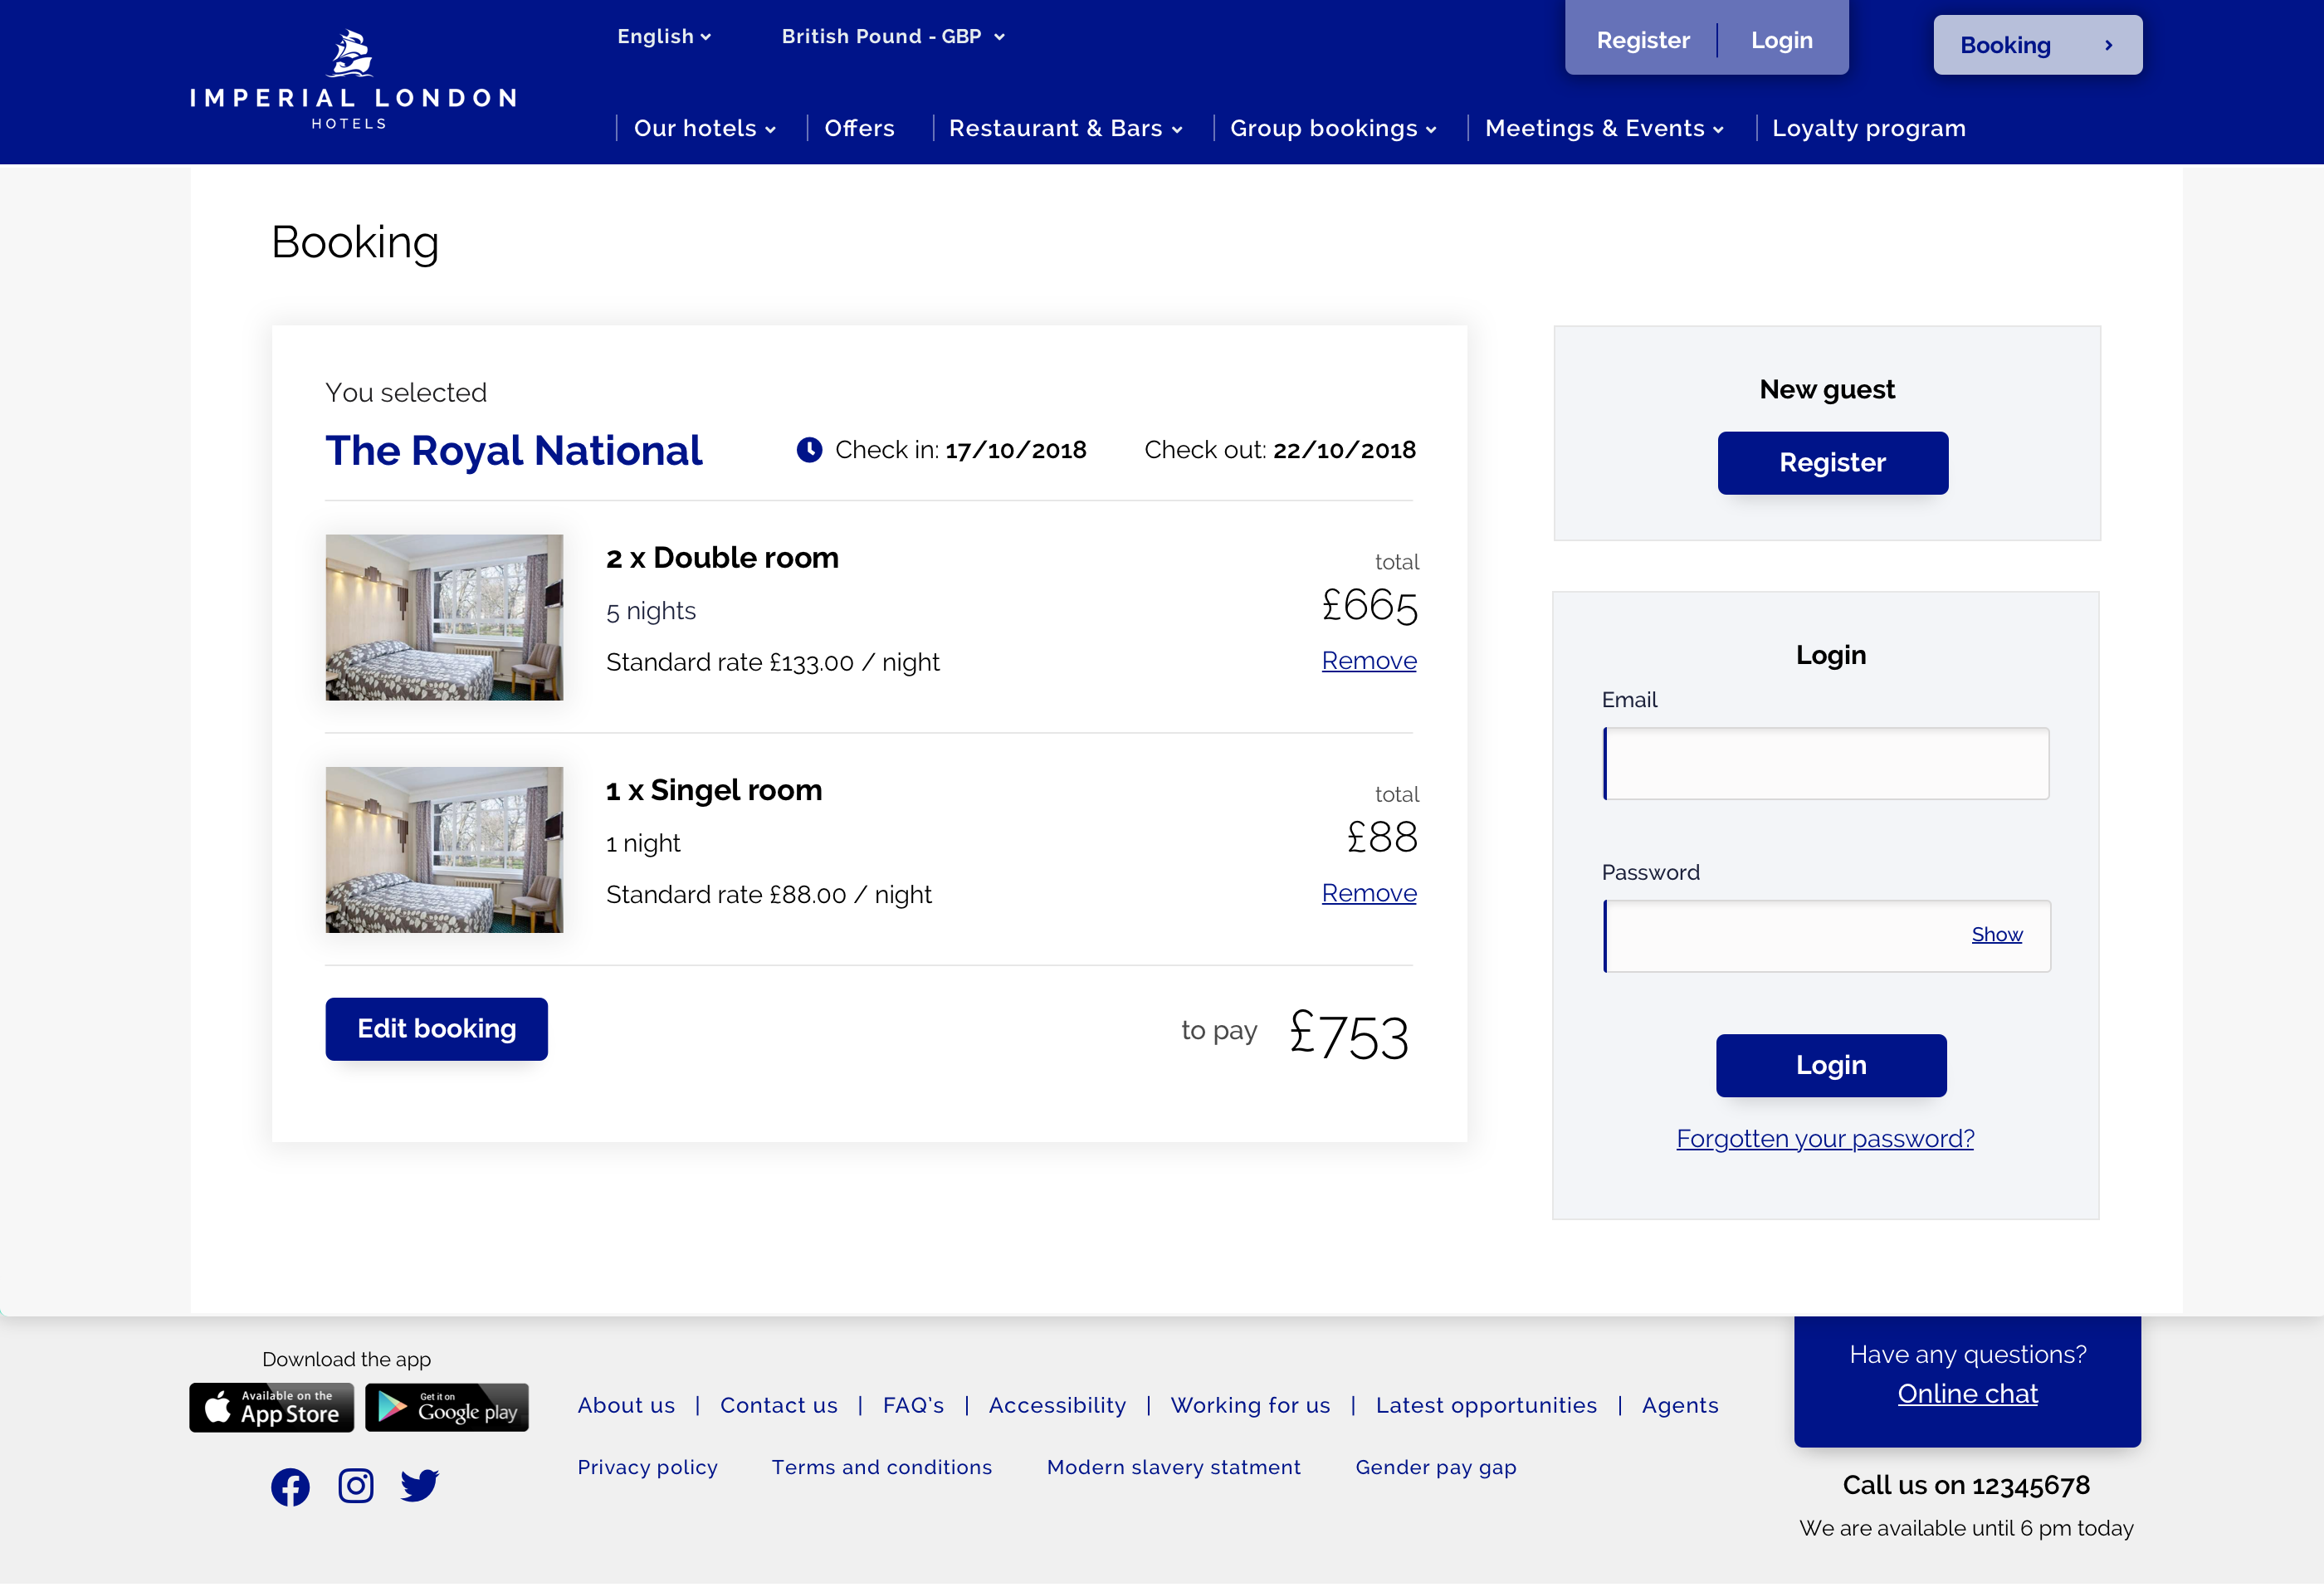 English
British Pound - GBP
Register
Login
Booking
IMPERIAL LONDON
HOTELS
Our hotels
Offers
Restaurant & Bars
Group bookings
Meetings & Events
Loyalty program
Booking
You selected
The Royal National
Check in: 17/10/2018
Check out: 22/10/2018
2 x Double room
5 nights
Standard rate £133.00 / night
total
£665
Remove
1 x Singel room
1 night
Standard rate £88.00 / night
total
£88
Remove
Edit booking
to pay £753
New guest
Register
Login
Email
Password
Show
Login
Forgotten your password?
Download the app
Available on the
App Store
Get it on
Google play
About us | Contact us | FAQ's | Accessibility | Working for us | Latest opportunities | Agents
Privacy policy
Terms and conditions
Modern slavery statment
Gender pay gap
Have any questions?
Online chat
Call us on 12345678
We are available until 6 pm today